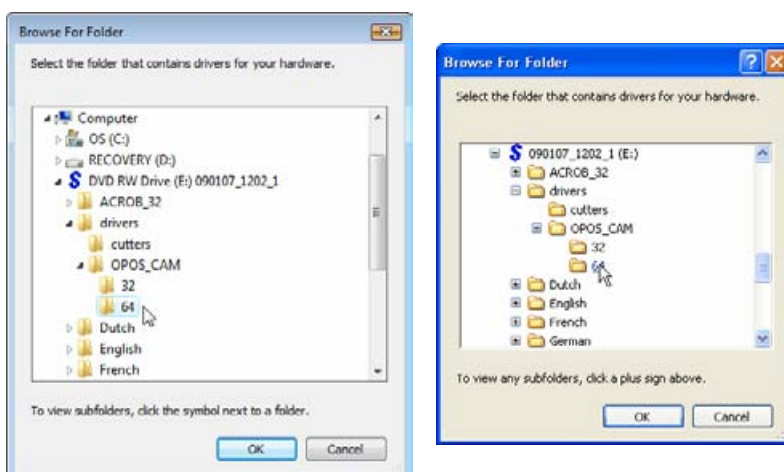 Browse For Folder
Select the folder that contains drivers for your hardware.
Computer
OS (C:)
RECOVERY (D:)
DVD RW Drive (E:) 090107_1202_1
ACROB_32
drivers
cutters
OPOS_CAM
32
64
Dutch
English
French
To view subfolders, click the symbol next to a folder.
OK
Cancel
Browse For Folder
Select the folder that contains drivers for your hardware.
090107_1202_1 (E:)
ACROB_32
drivers
cutters
OPOS_CAM
32
64
Dutch
English
French
German
To view any subfolders, click a plus sign above.
OK
Cancel